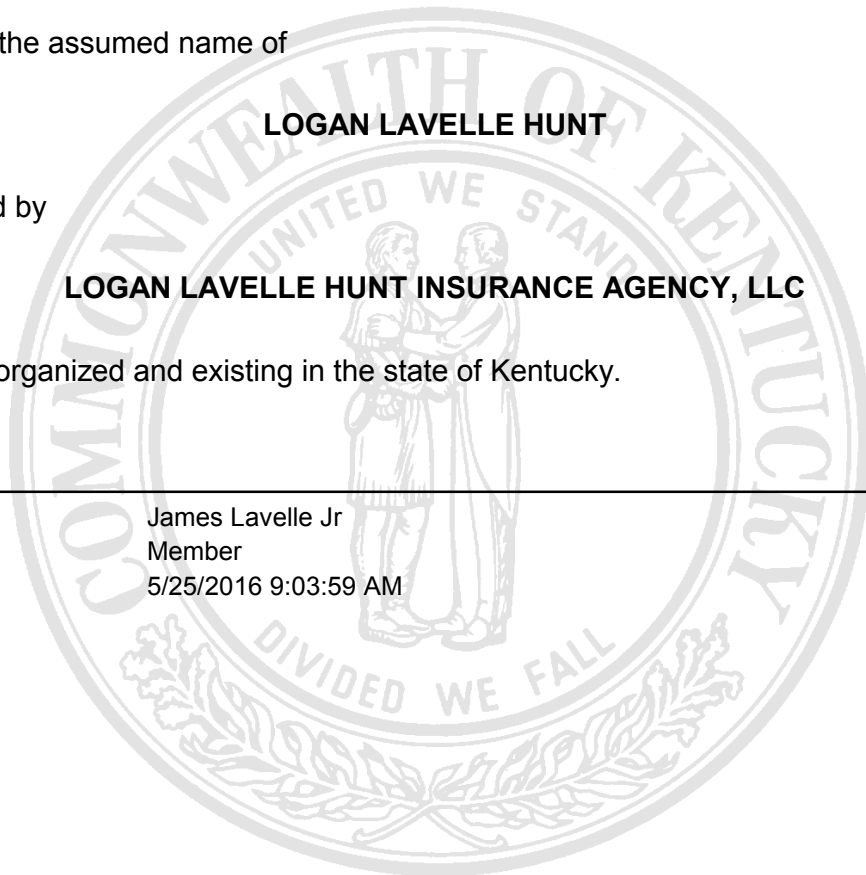 the assumed name of
LOGAN LAVELLE HUNT
d by
LOGAN LAVELLE HUNT INSURANCE AGENCY, LLC
organized and existing in the state of Kentucky.
James Lavelle Jr
Member
5/25/2016 9:03:59 AM
COMMONWEALTH OF KENTUCKY
UNITED WE STAND
DIVIDED WE FALL